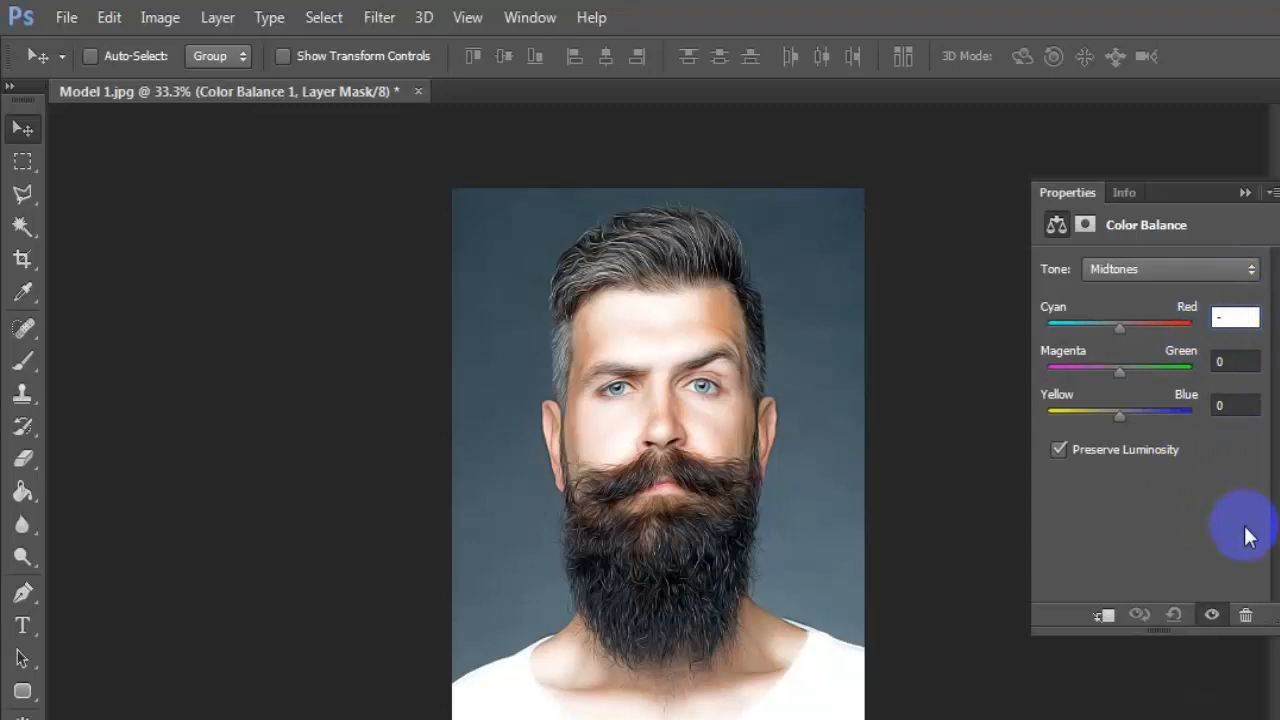 Ps File Edit Image Layer Type Select Filter 3D View Window Help
Auto-Select: Group Show Transform Controls 3D Mode:
Model 1.jpg @ 33.3% (Color Balance 1, Layer Mask/8) * ×
Properties Info
Color Balance
Tone: Midtones
Cyan Red -
Magenta Green 0
Yellow Blue 0
Preserve Luminosity
T